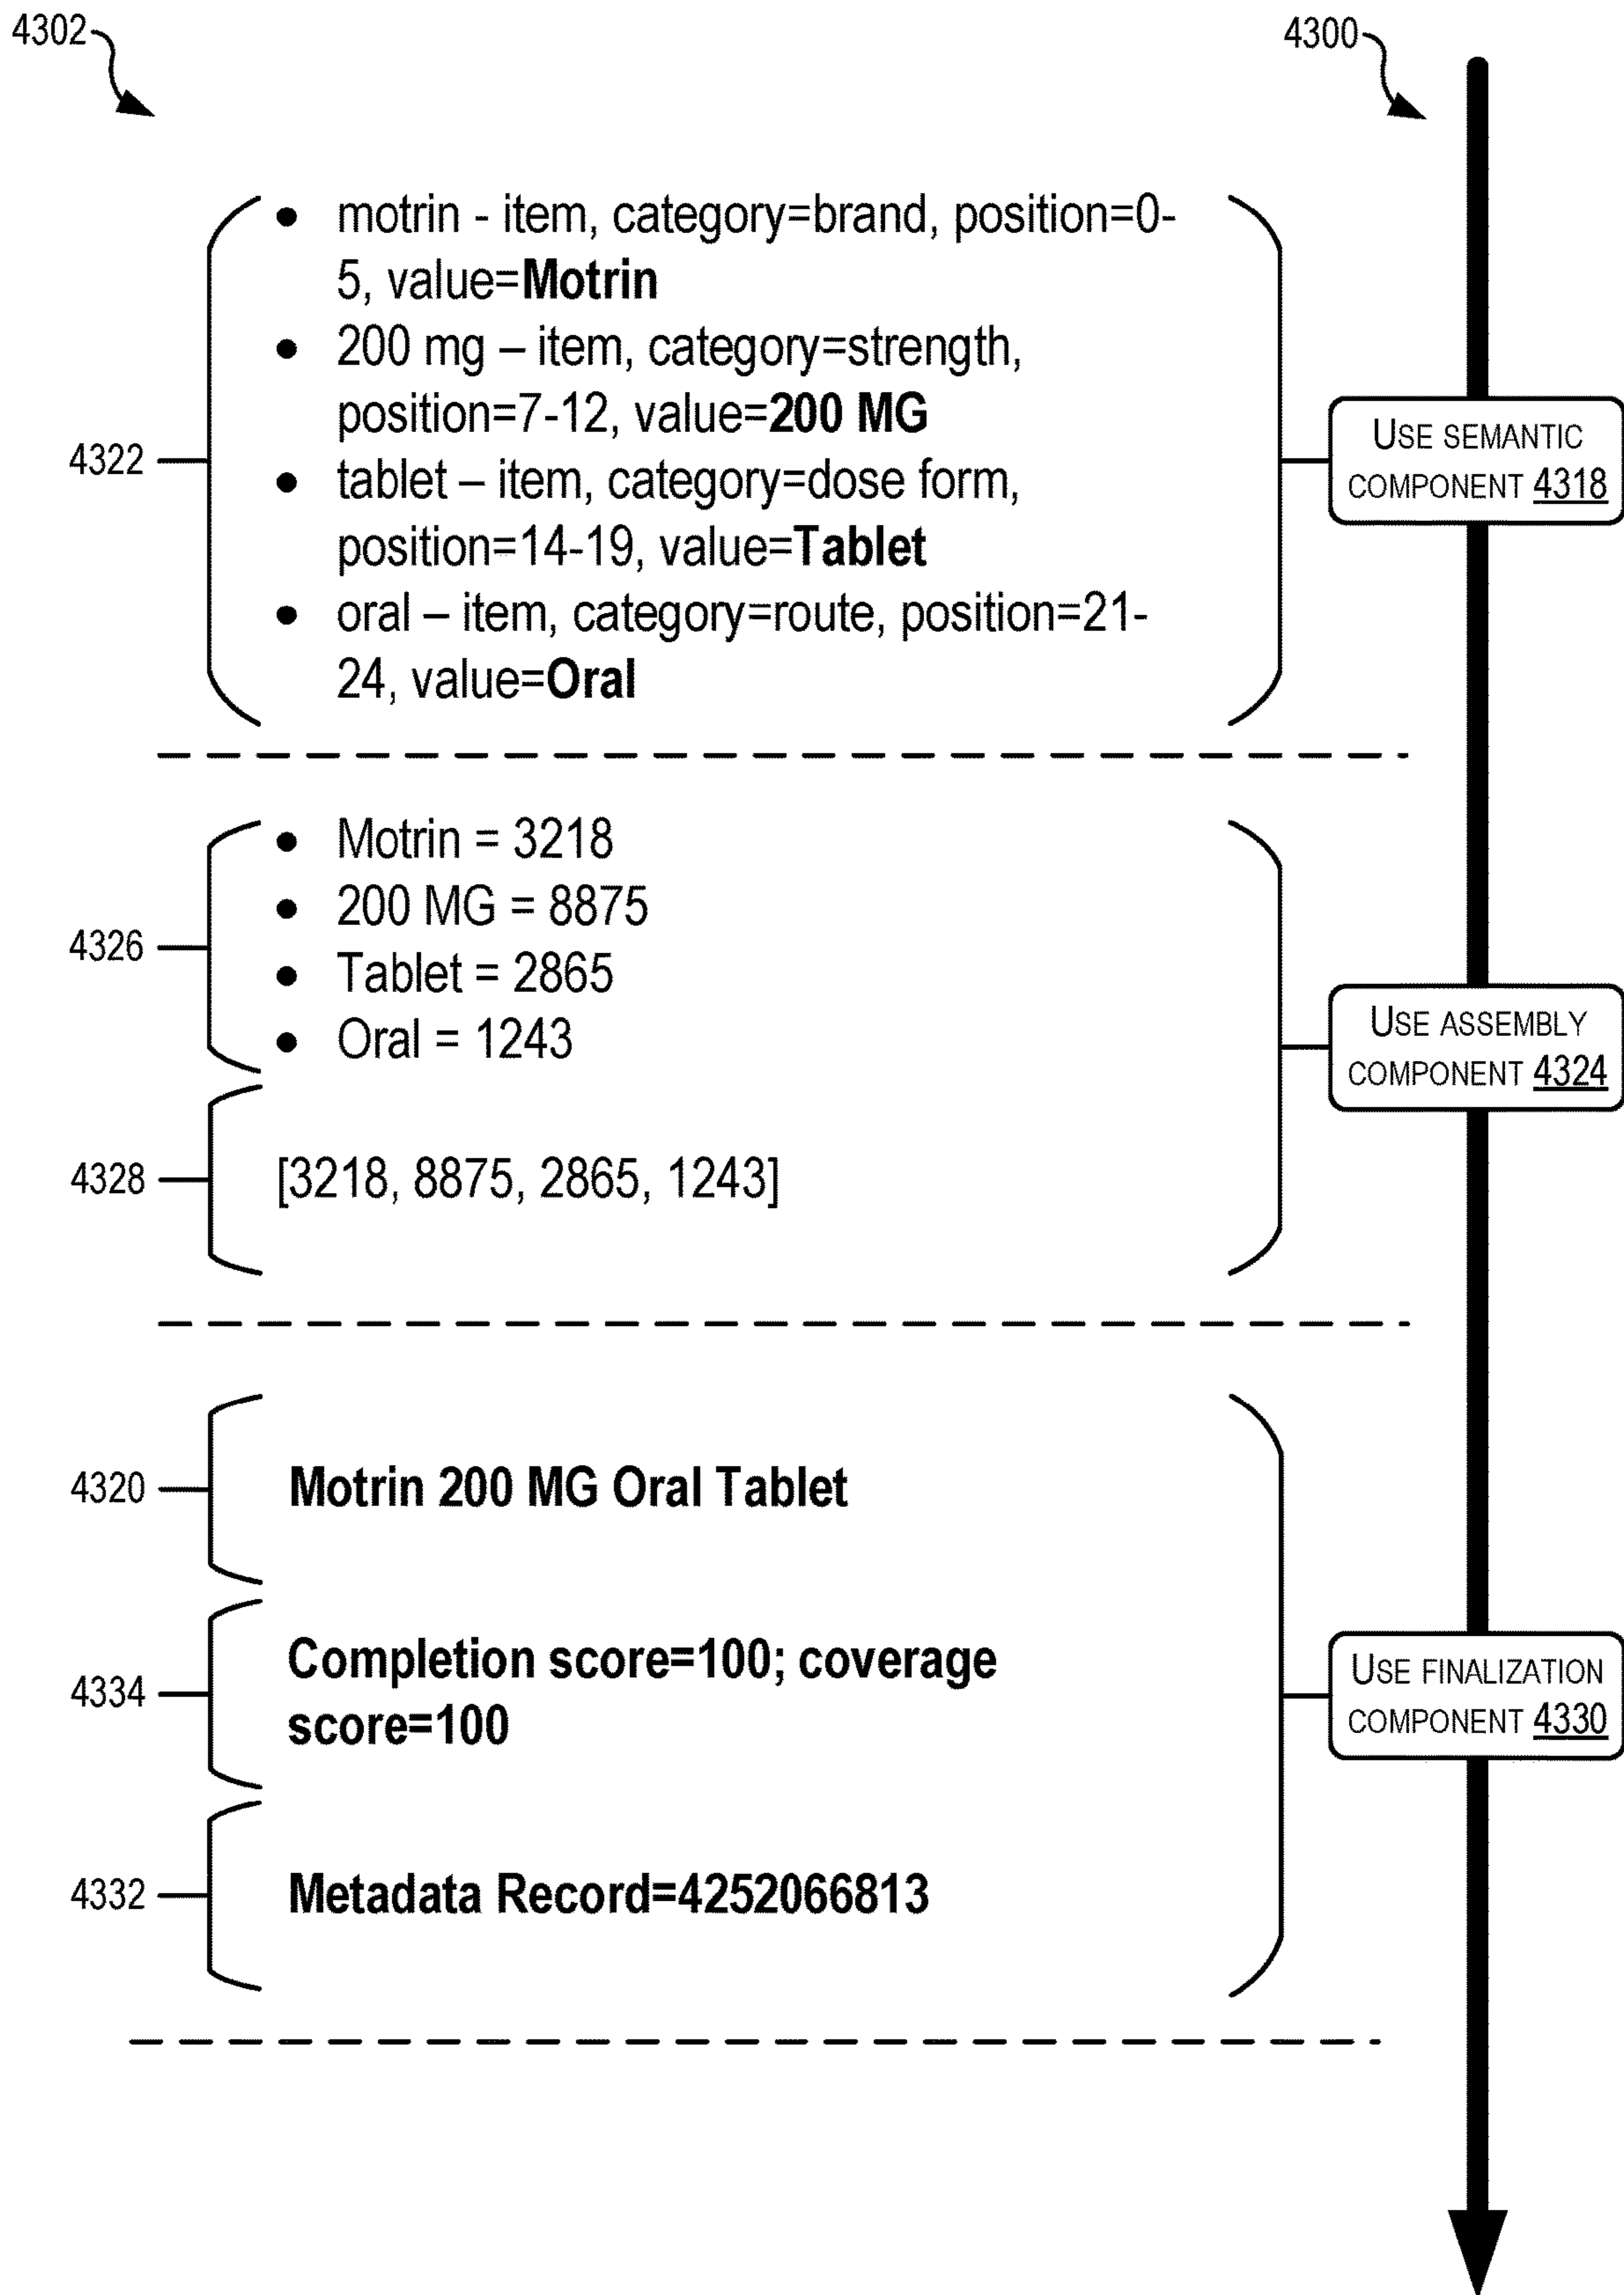 4302
4300
• motrin - item, category=brand, position=0-
5, value=Motrin
• 200 mg – item, category=strength,
position=7-12, value=200 MG
• tablet – item, category=dose form,
position=14-19, value=Tablet
• oral – item, category=route, position=21-
24, value=Oral
4322
USE SEMANTIC
COMPONENT 4318
• Motrin = 3218
• 200 MG = 8875
• Tablet = 2865
• Oral = 1243
4326
USE ASSEMBLY
COMPONENT 4324
4328
[3218, 8875, 2865, 1243]
4320
Motrin 200 MG Oral Tablet
4334
Completion score=100; coverage
score=100
USE FINALIZATION
COMPONENT 4330
4332
Metadata Record=4252066813